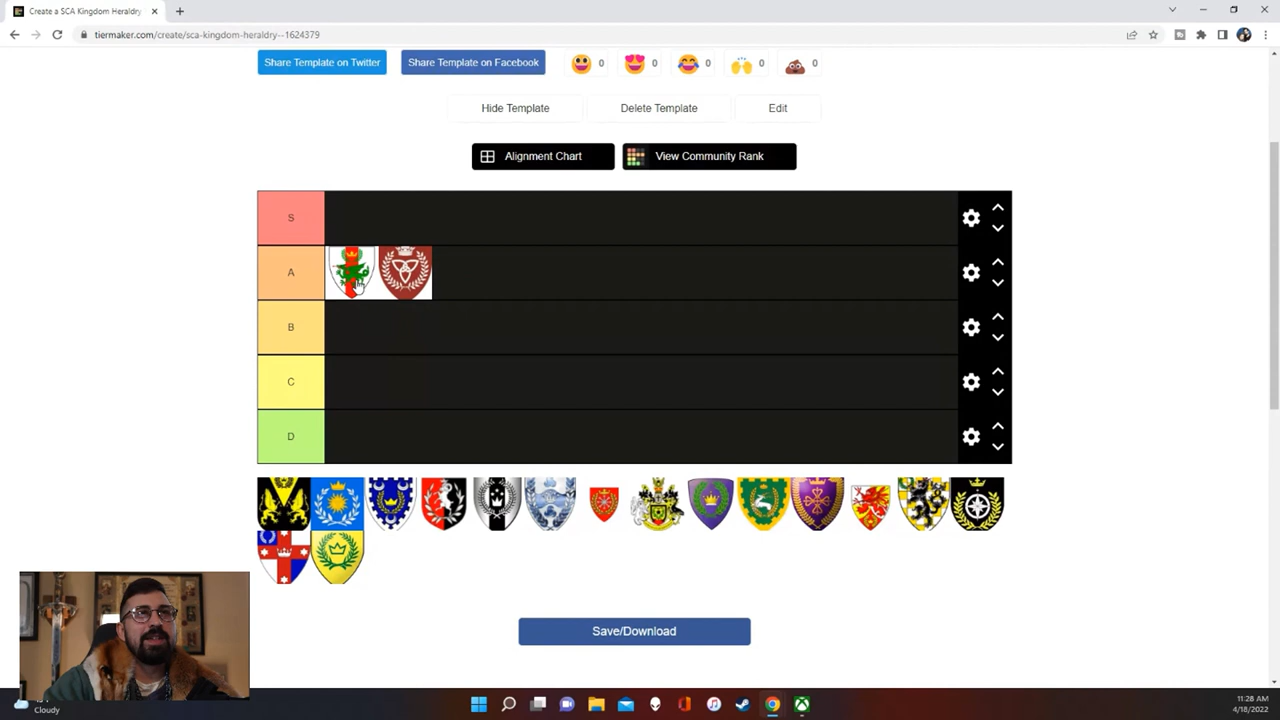 Create a SCA Kingdom Heraldry
tiermaker.com/create/sca-kingdom-heraldry--1624379
Share Template on Twitter
Share Template on Facebook
0
0
0
0
0
Hide Template
Delete Template
Edit
Alignment Chart
View Community Rank
S
A
B
C
D
Save/Download
Cloudy
11:28 AM
4/18/2022